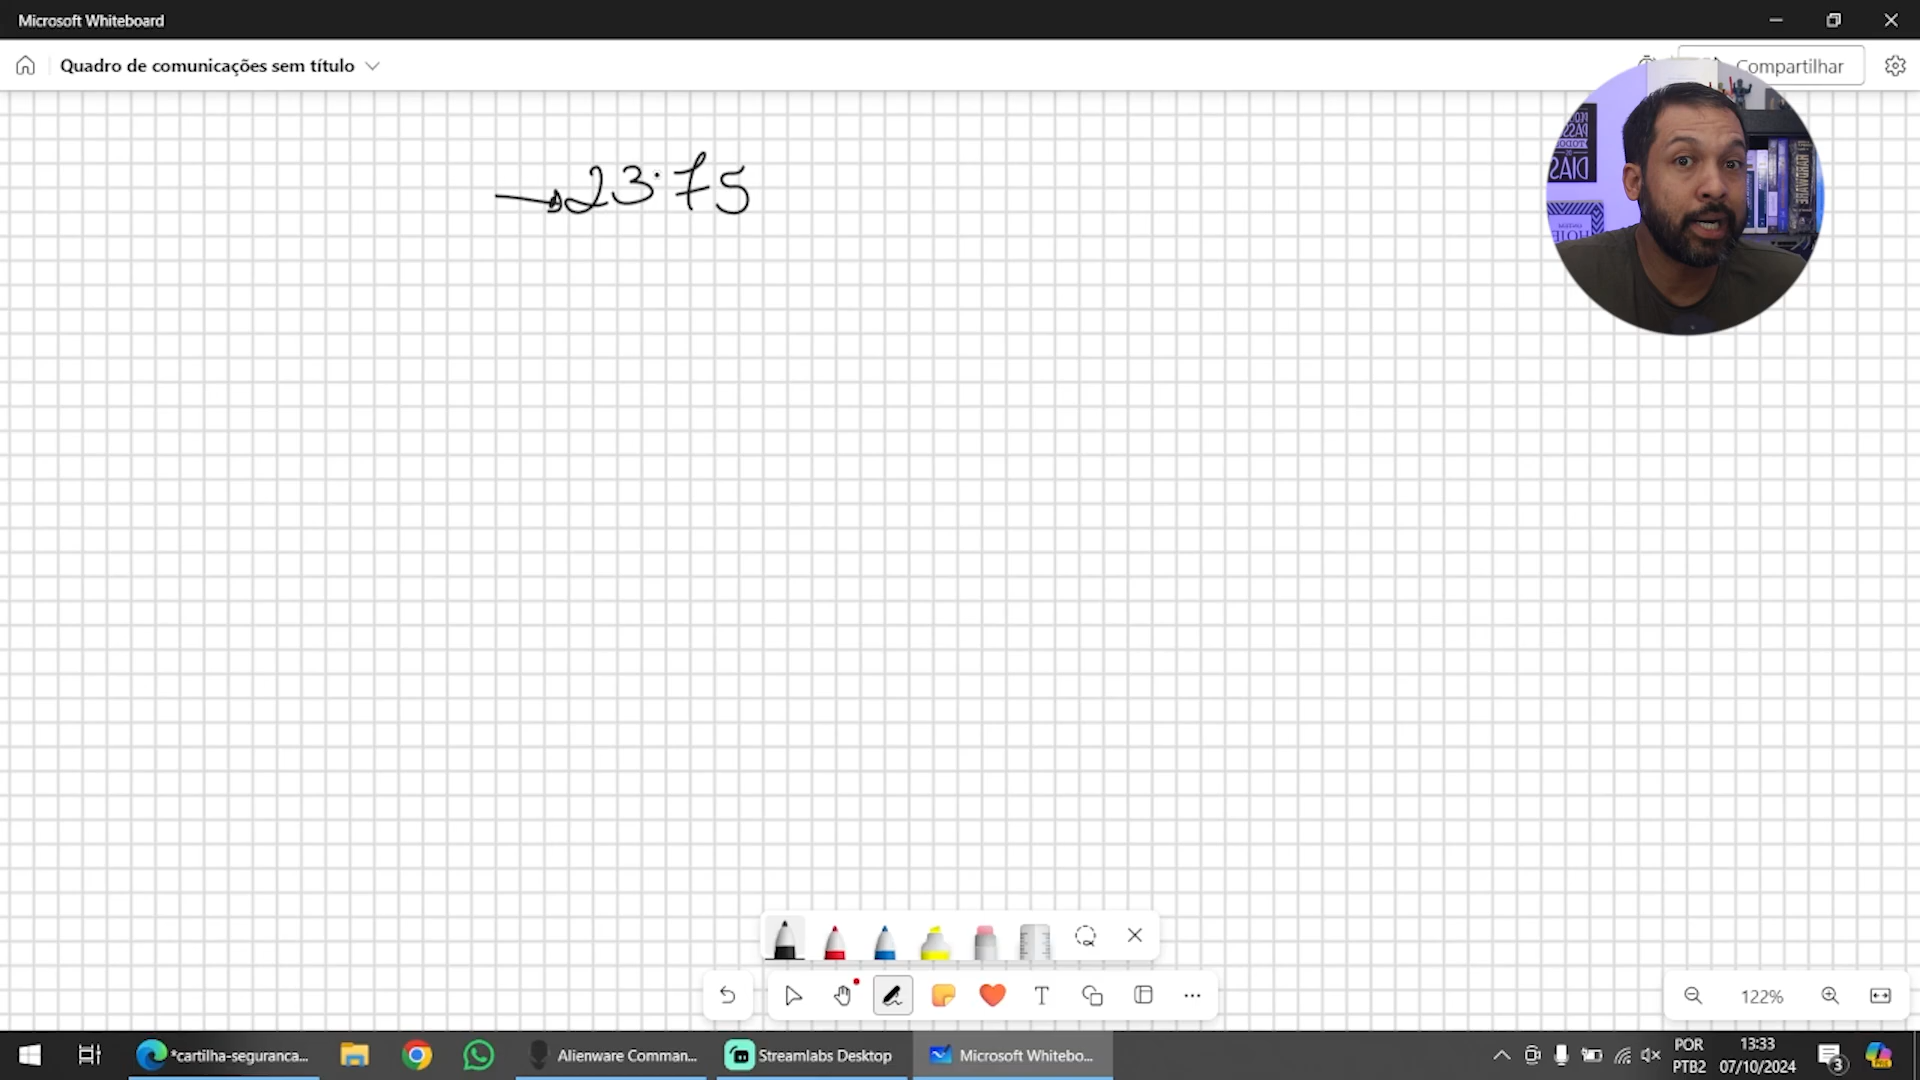 Microsoft Whiteboard
Quadro de comunicações sem título
Compartilhar
23.75
122%
*cartilha-seguranca...
Alienware Comman...
Streamlabs Desktop
Microsoft Whitebo...
POR
PTB2
13:33
07/10/2024
3